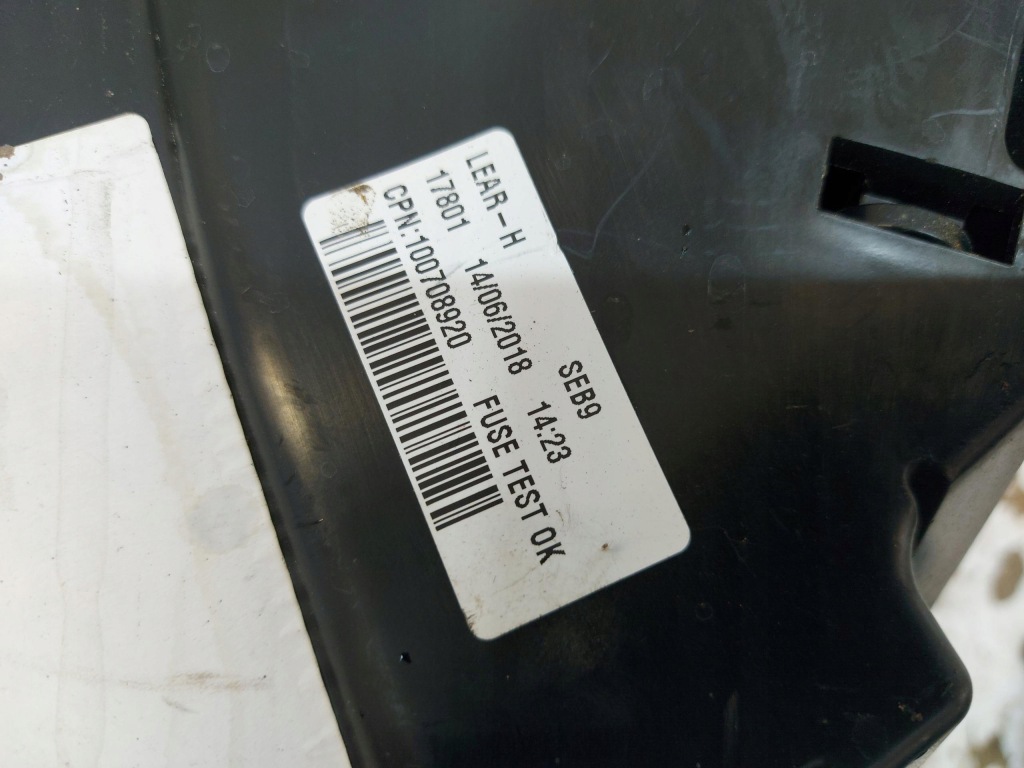 LEAR-H SEB9
17801 14/06/2018 14:23
CPN:100708920 FUSE TEST OK